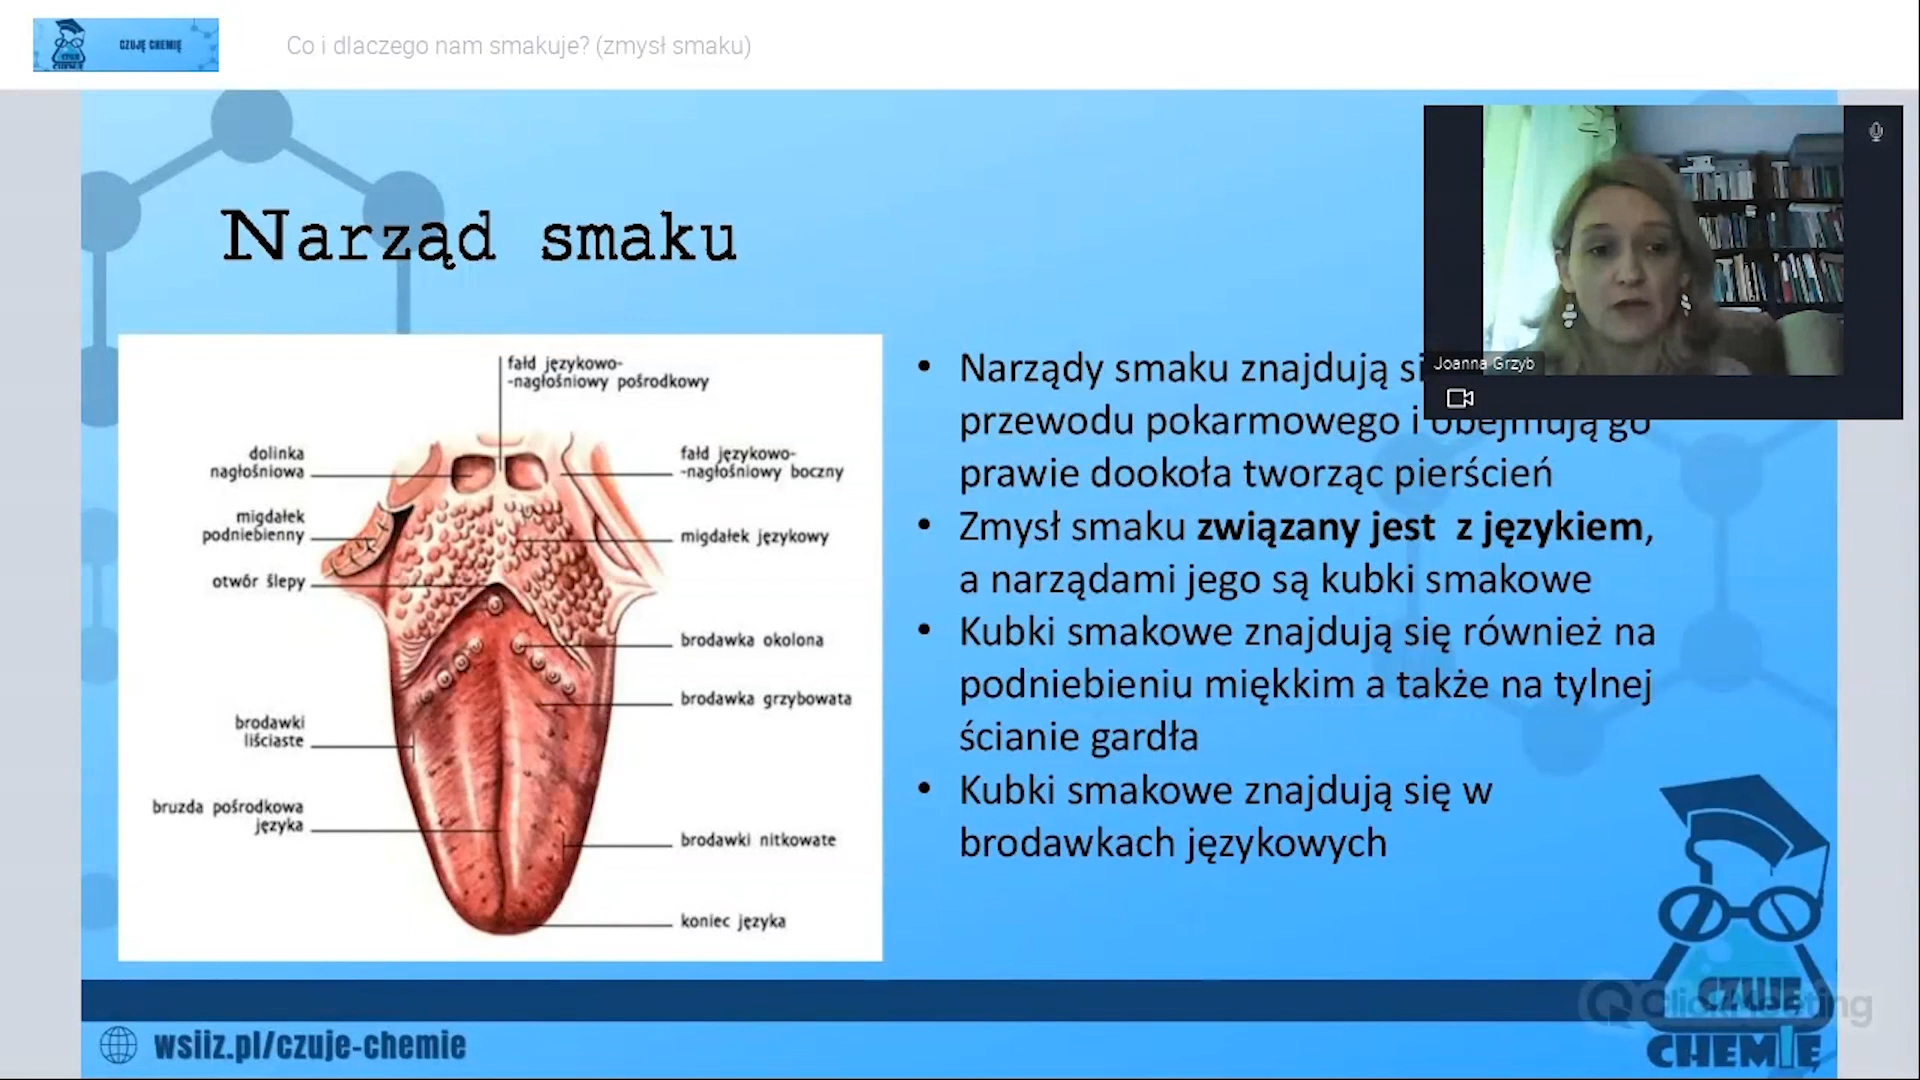 CZUJĘ CHEMIĘ
Co i dlaczego nam smakuje? (zmysł smaku)
Narząd smaku
fałd językowo-
-nagłośniowy pośrodkowy
dolinka
nagłośniowa
fałd językowo-
-nagłośniowy boczny
migdałek
podniebienny
migdałek językowy
otwór ślepy
brodawka okolona
brodawka grzybowata
brodawki
liściaste
bruzda pośrodkowa
języka
brodawki nitkowate
koniec języka
Joanna Grzyb
• Narządy smaku znajdują
przewodu pokarmowego i obejmują go
prawie dookoła tworząc pierścień
• Zmysł smaku związany jest z językiem,
a narządami jego są kubki smakowe
• Kubki smakowe znajdują się również na
podniebieniu miękkim a także na tylnej
ścianie gardła
• Kubki smakowe znajdują się w
brodawkach językowych
CZUJĘ
ClickMeeting
CHEMIĘ
wsiiz.pl/czuje-chemie